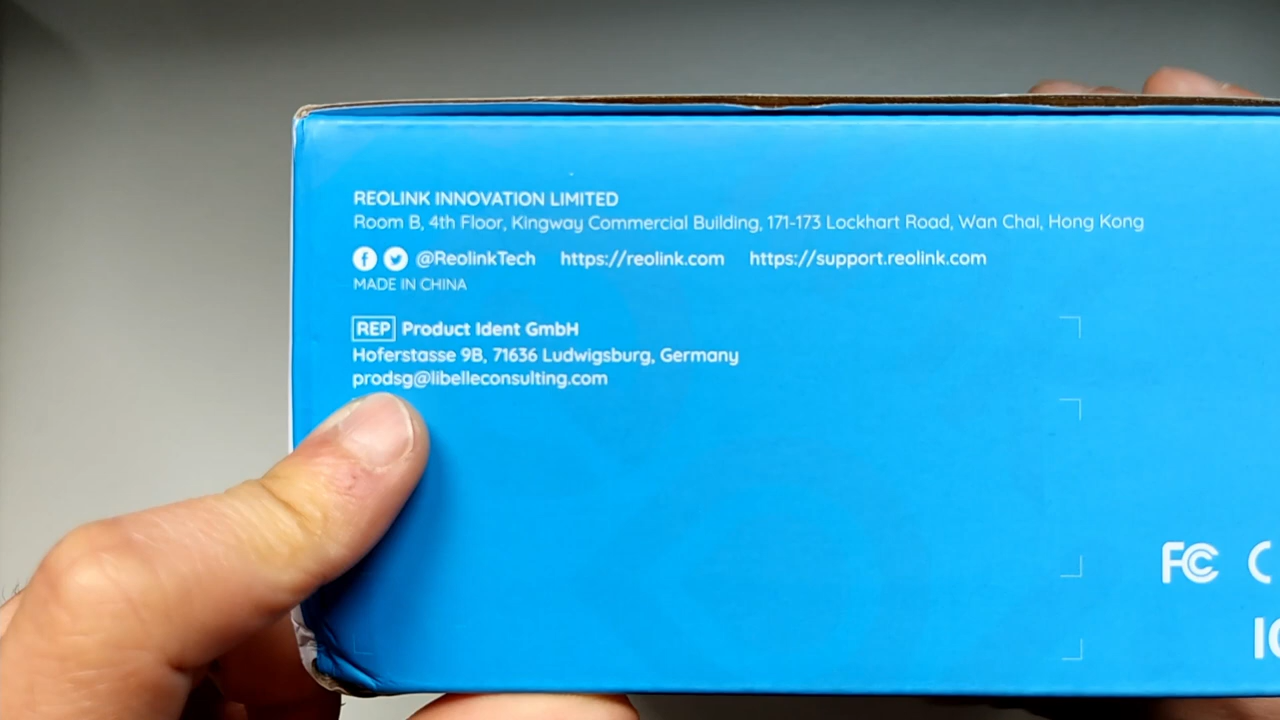 REOLINK INNOVATION LIMITED
Room B, 4th Floor, Kingway Commercial Building, 171-173 Lockhart Road, Wan Chai, Hong Kong
@ReolinkTech https://reolink.com https://support.reolink.com
MADE IN CHINA
REP Product Ident GmbH
Hoferstasse 9B, 71636 Ludwigsburg, Germany
prodsg@libelleconsulting.com
FC